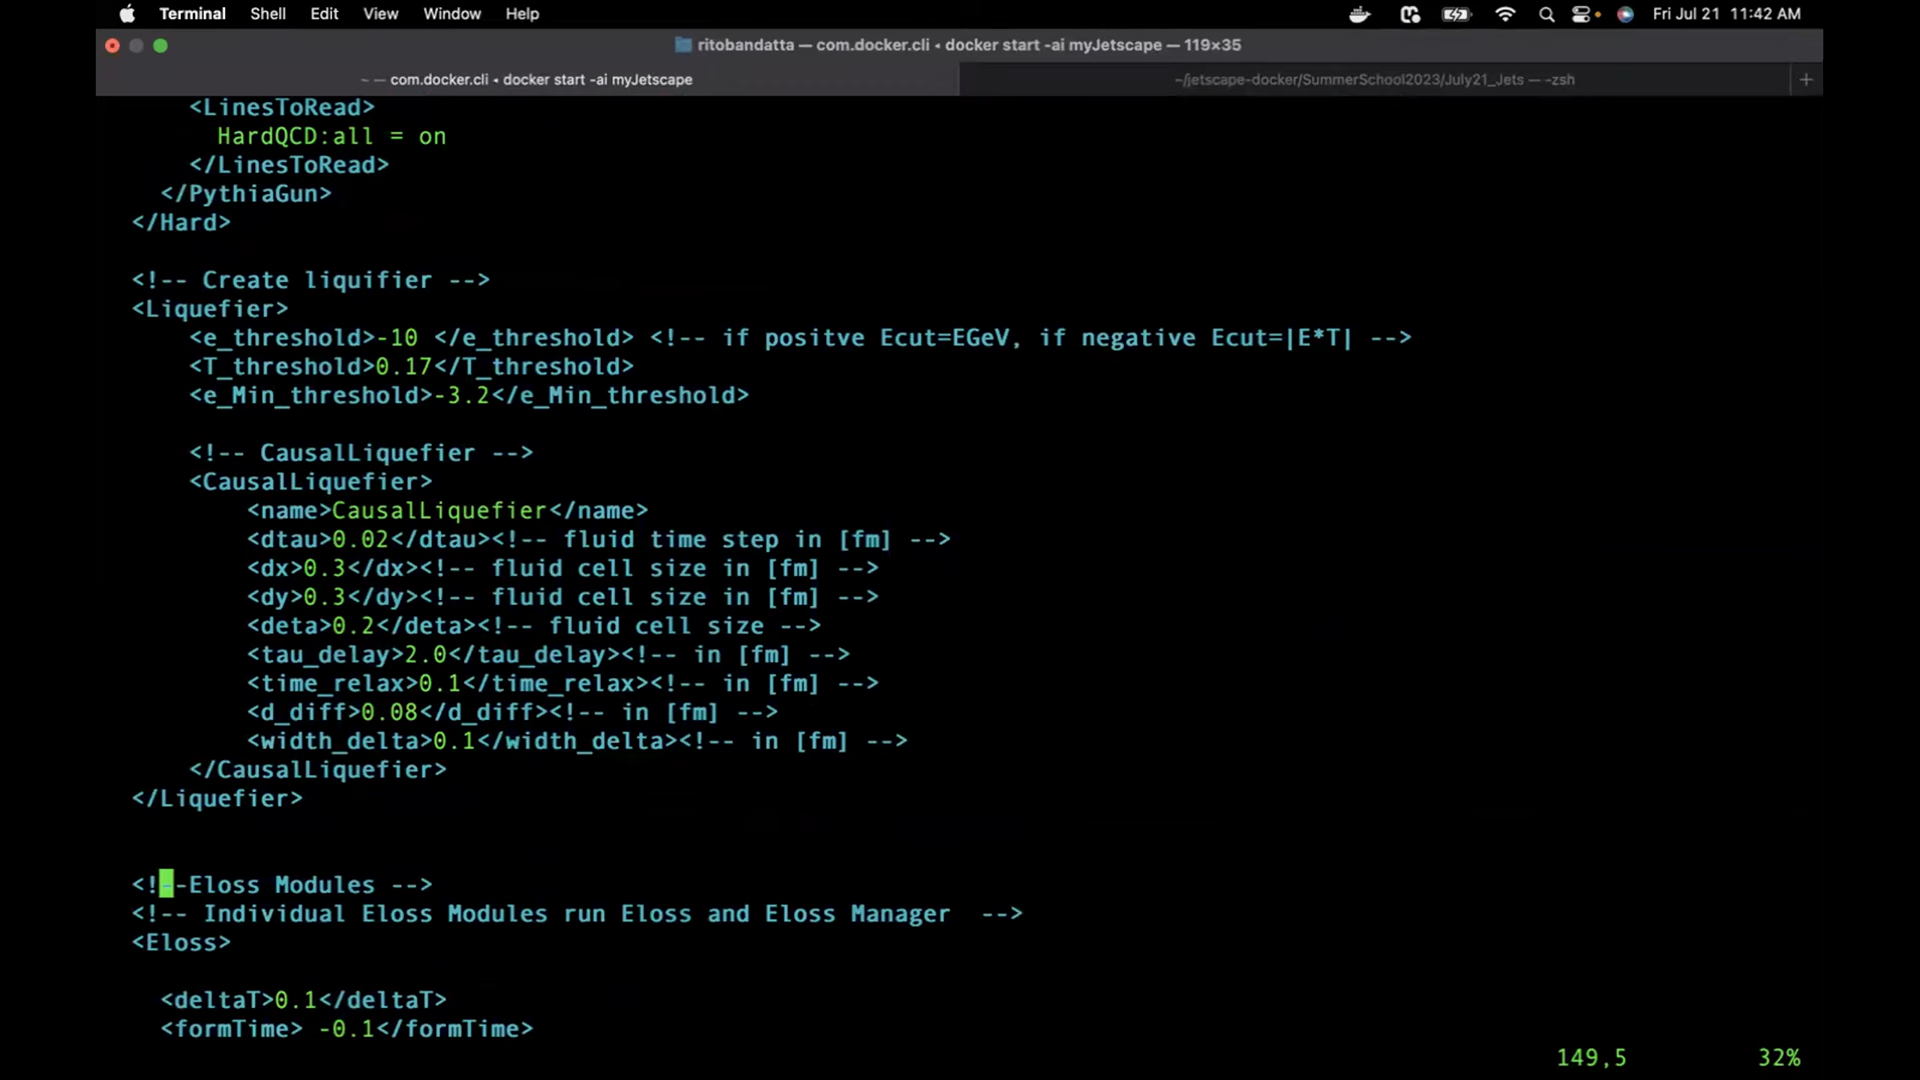 Terminal Shell Edit View Window Help Fri Jul 21 11:42 AM
ritobandatta — com.docker.cli ◂ docker start -ai myJetscape — 119×35
~ — com.docker.cli ◂ docker start -ai myJetscape ~/jetscape-docker/SummerSchool2023/July21_Jets — -zsh +
<LinesToRead>
HardQCD:all = on
</LinesToRead>
</PythiaGun>
</Hard>
<!-- Create liquifier -->
<Liquefier>
<e_threshold>-10 </e_threshold> <!-- if positve Ecut=EGeV, if negative Ecut=|E*T| -->
<T_threshold>0.17</T_threshold>
<e_Min_threshold>-3.2</e_Min_threshold>
<!-- CausalLiquefier -->
<CausalLiquefier>
<name>CausalLiquefier</name>
<dtau>0.02</dtau><!-- fluid time step in [fm] -->
<dx>0.3</dx><!-- fluid cell size in [fm] -->
<dy>0.3</dy><!-- fluid cell size in [fm] -->
<deta>0.2</deta><!-- fluid cell size -->
<tau_delay>2.0</tau_delay><!-- in [fm] -->
<time_relax>0.1</time_relax><!-- in [fm] -->
<d_diff>0.08</d_diff><!-- in [fm] -->
<width_delta>0.1</width_delta><!-- in [fm] -->
</CausalLiquefier>
</Liquefier>
<!--Eloss Modules -->
<!-- Individual Eloss Modules run Eloss and Eloss Manager  -->
<Eloss>
<deltaT>0.1</deltaT>
<formTime> -0.1</formTime>
149,5 32%